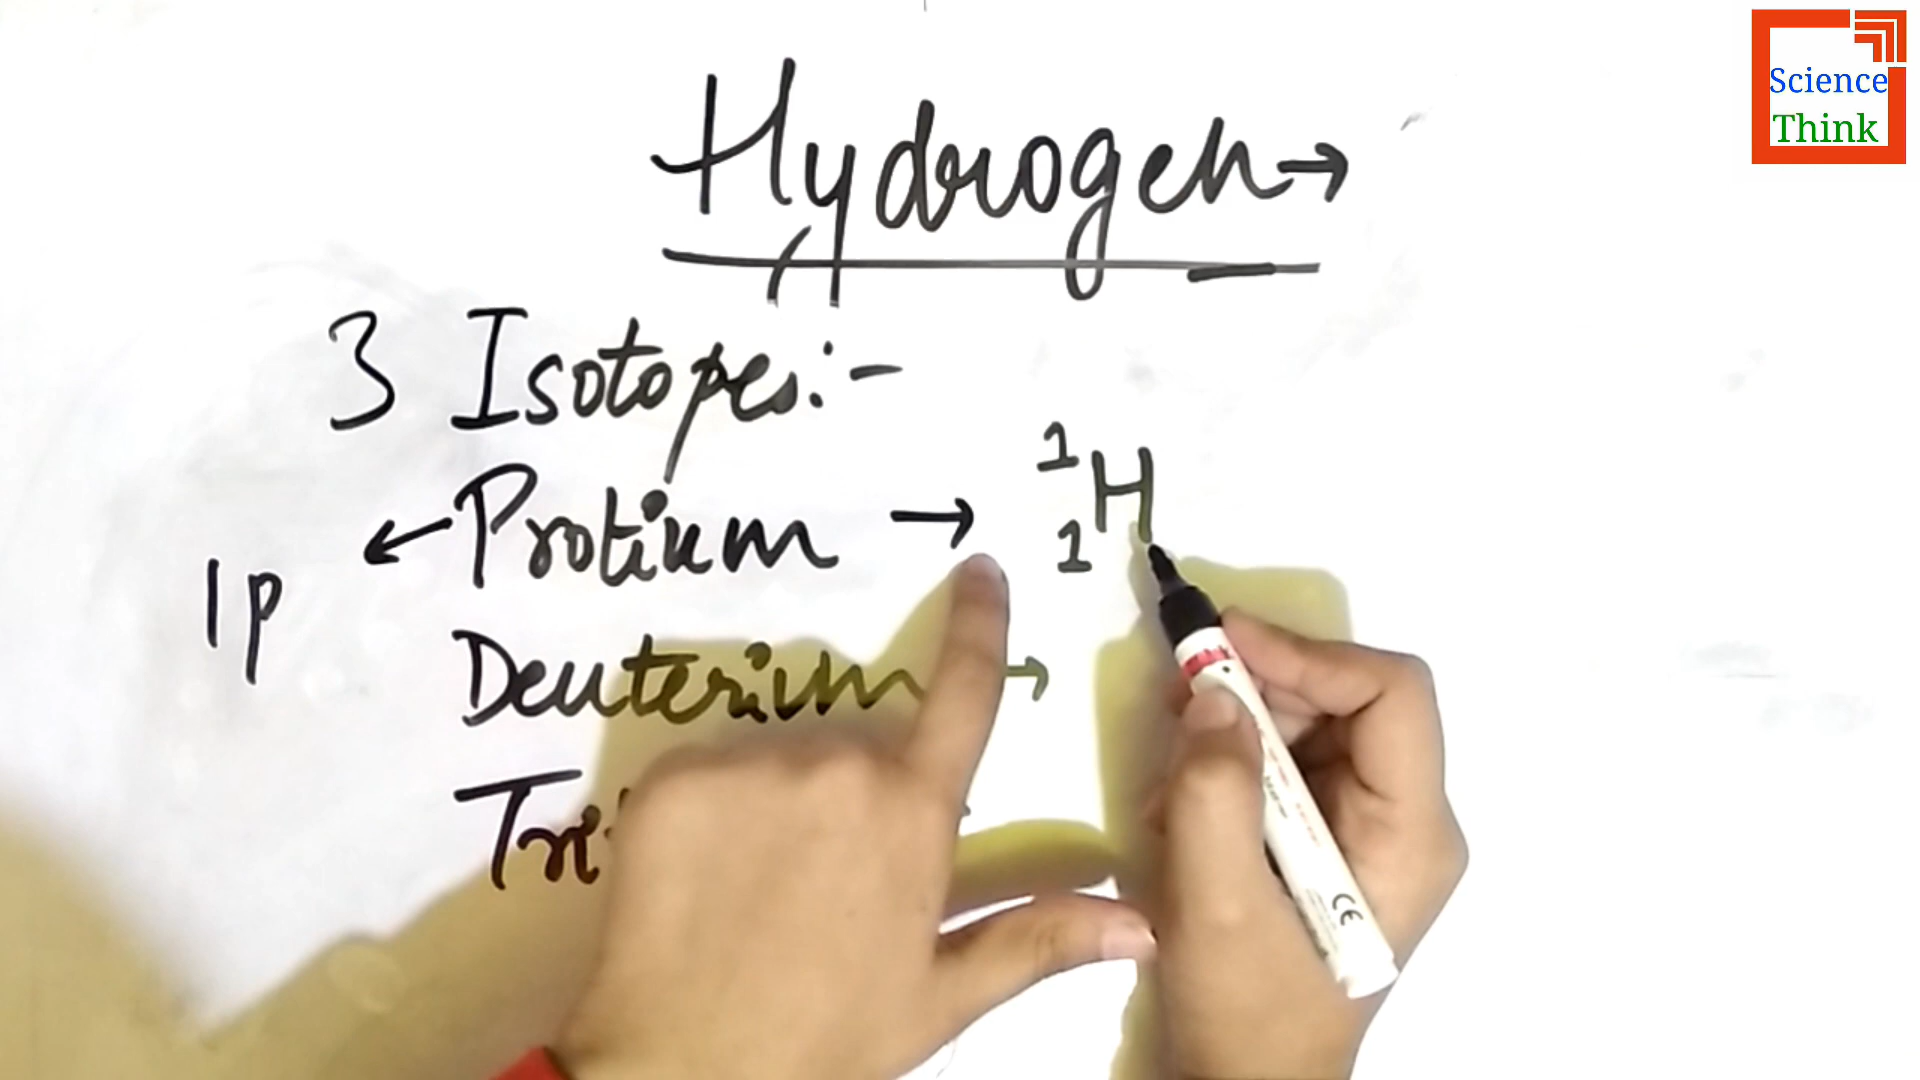 Science
Think
Hydrogen→
3 Isotopes:-
1p ← Protium → ¹₁H
Deuterium →